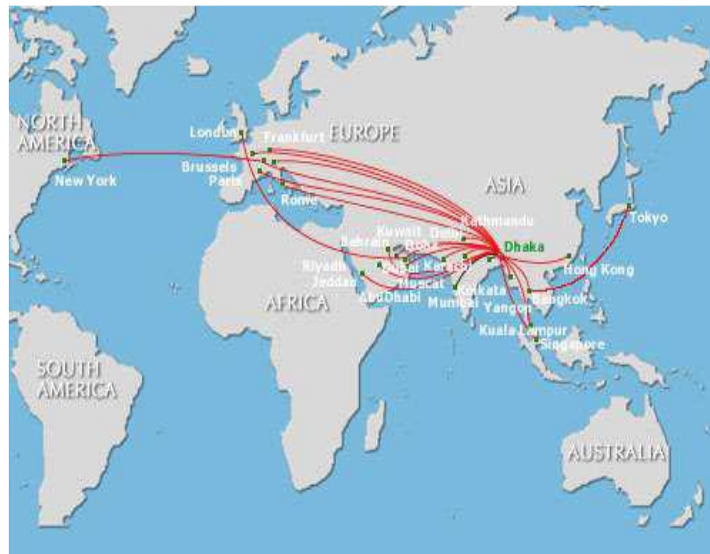 NORTH
AMERICA
London
Frankfurt
EUROPE
New York
Brussels
Paris
Rome
ASIA
Kathmandu
Tokyo
Kuwait
Delhi
Dhaka
Bahrain
Doha
Riyadh
Dubai
Karachi
Hong Kong
Jeddah
Muscat
Kolkata
AFRICA
AbuDhabi
Mumbai
Yangon
Bangkok
Kuala Lampur
Singapore
SOUTH
AMERICA
AUSTRALIA